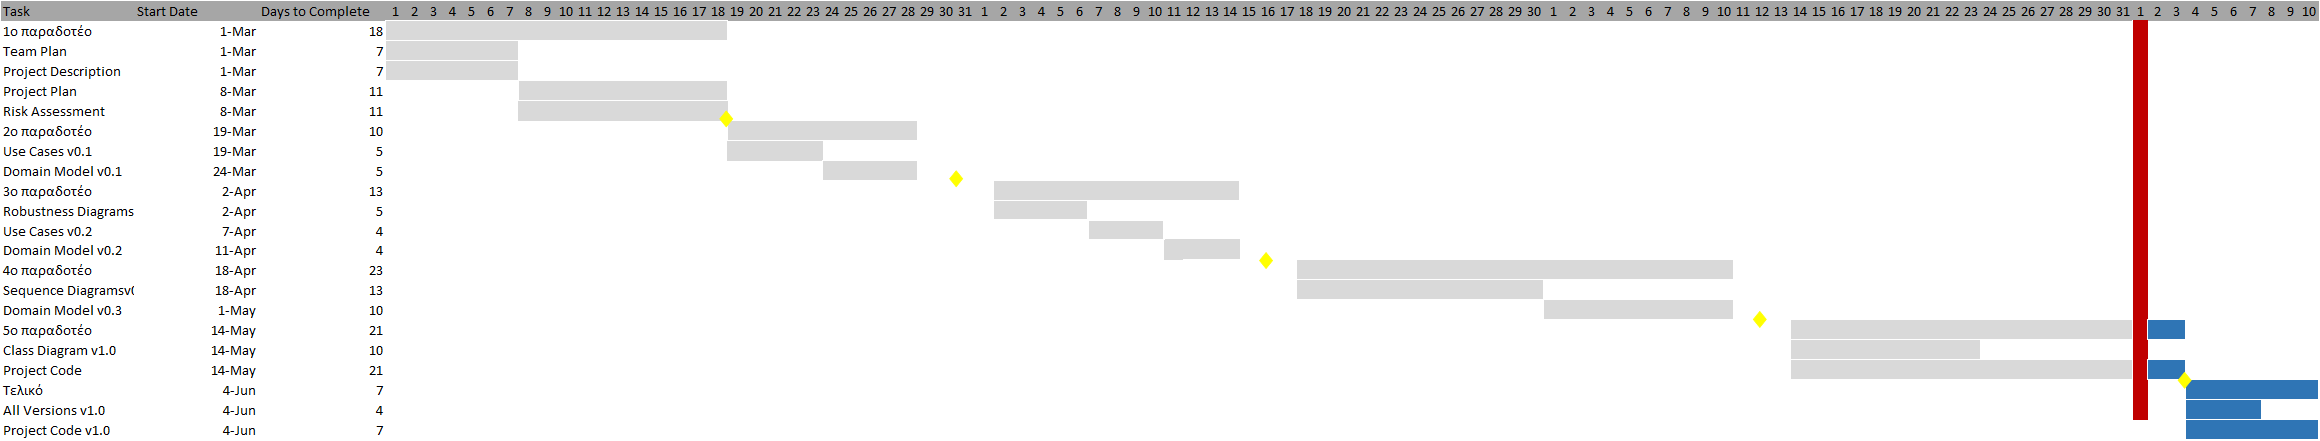 Task Start Date Days to Complete 1 2 3 4 5 6 7 8 9 10 11 12 13 14 15 16 17 18 19 20 21 22 23 24 25 26 27 28 29 30 31 1 2 3 4 5 6 7 8 9 10 11 12 13 14 15 16 17 18 19 20 21 22 23 24 25 26 27 28 29 30 1 2 3 4 5 6 7 8 9 10 11 12 13 14 15 16 17 18 19 20 21 22 23 24 25 26 27 28 29 30 31 1 2 3 4 5 6 7 8 9 10
1ο παραδοτέο 1-Mar 18
Team Plan 1-Mar 7
Project Description 1-Mar 7
Project Plan 8-Mar 11
Risk Assessment 8-Mar 11
2ο παραδοτέο 19-Mar 10
Use Cases v0.1 19-Mar 5
Domain Model v0.1 24-Mar 5
3ο παραδοτέο 2-Apr 13
Robustness Diagrams 2-Apr 5
Use Cases v0.2 7-Apr 4
Domain Model v0.2 11-Apr 4
4ο παραδοτέο 18-Apr 23
Sequence Diagramsv( 18-Apr 13
Domain Model v0.3 1-May 10
5ο παραδοτέο 14-May 21
Class Diagram v1.0 14-May 10
Project Code 14-May 21
Τελικό 4-Jun 7
All Versions v1.0 4-Jun 4
Project Code v1.0 4-Jun 7